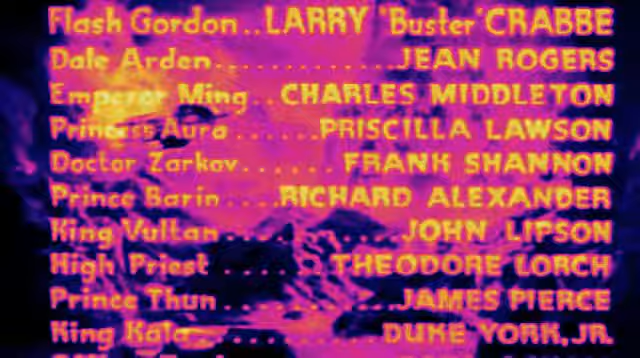 Flash Gordon..LARRY "Buster" CRABBE
Dale Arden.............JEAN ROGERS
Emperor Ming..CHARLES MIDDLETON
Princess Aura......PRISCILLA LAWSON
Doctor Zarkov......FRANK SHANNON
Prince Barin....RICHARD ALEXANDER
King Vultan............JOHN LIPSON
High Priest.......THEODORE LORCH
Prince Thun............JAMES PIERCE
King Kala............DUKE YORK, JR.